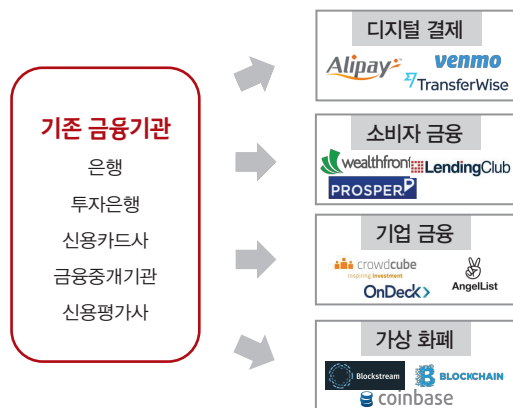 기존 금융기관
은행
투자은행
신용카드사
금융중개기관
신용평가사
디지털 결제
Alipay
venmo
TransferWise
소비자 금융
wealthfront
LendingClub
PROSPER
기업 금융
crowdcube
inspiring investment
AngelList
OnDeck
가상 화폐
Blockstream
BLOCKCHAIN
coinbase